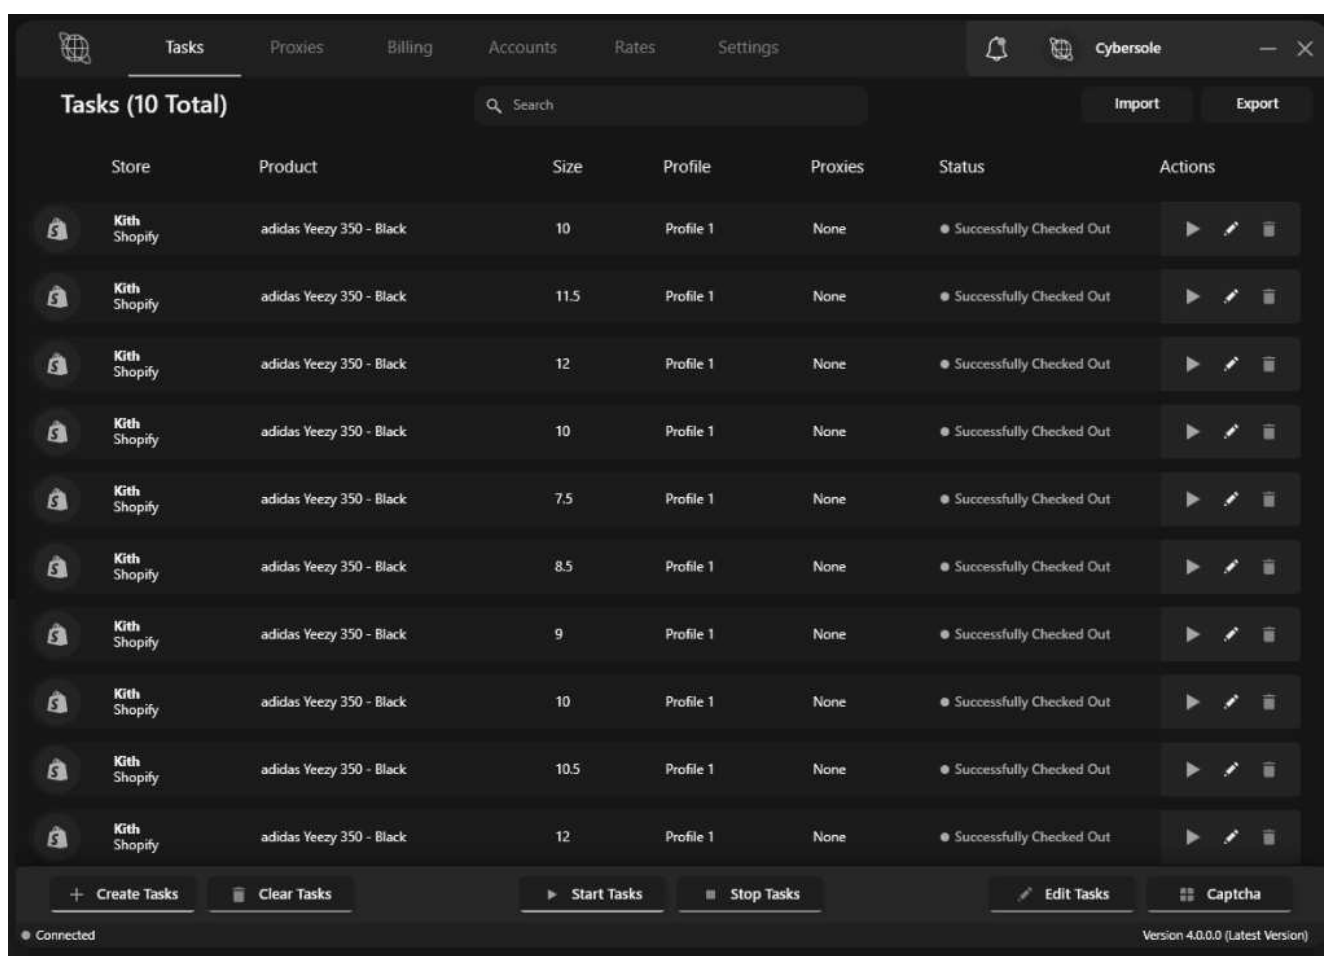 Tasks Proxies Billing Accounts Rates Settings Cybersole
Tasks (10 Total) Search Import Export
Store Product Size Profile Proxies Status Actions
Kith
Shopify adidas Yeezy 350 - Black 10 Profile 1 None Successfully Checked Out
Kith
Shopify adidas Yeezy 350 - Black 11.5 Profile 1 None Successfully Checked Out
Kith
Shopify adidas Yeezy 350 - Black 12 Profile 1 None Successfully Checked Out
Kith
Shopify adidas Yeezy 350 - Black 10 Profile 1 None Successfully Checked Out
Kith
Shopify adidas Yeezy 350 - Black 7.5 Profile 1 None Successfully Checked Out
Kith
Shopify adidas Yeezy 350 - Black 8.5 Profile 1 None Successfully Checked Out
Kith
Shopify adidas Yeezy 350 - Black 9 Profile 1 None Successfully Checked Out
Kith
Shopify adidas Yeezy 350 - Black 10 Profile 1 None Successfully Checked Out
Kith
Shopify adidas Yeezy 350 - Black 10.5 Profile 1 None Successfully Checked Out
Kith
Shopify adidas Yeezy 350 - Black 12 Profile 1 None Successfully Checked Out
Create Tasks Clear Tasks Start Tasks Stop Tasks Edit Tasks Captcha
Connected Version 4.0.0.0 (Latest Version)